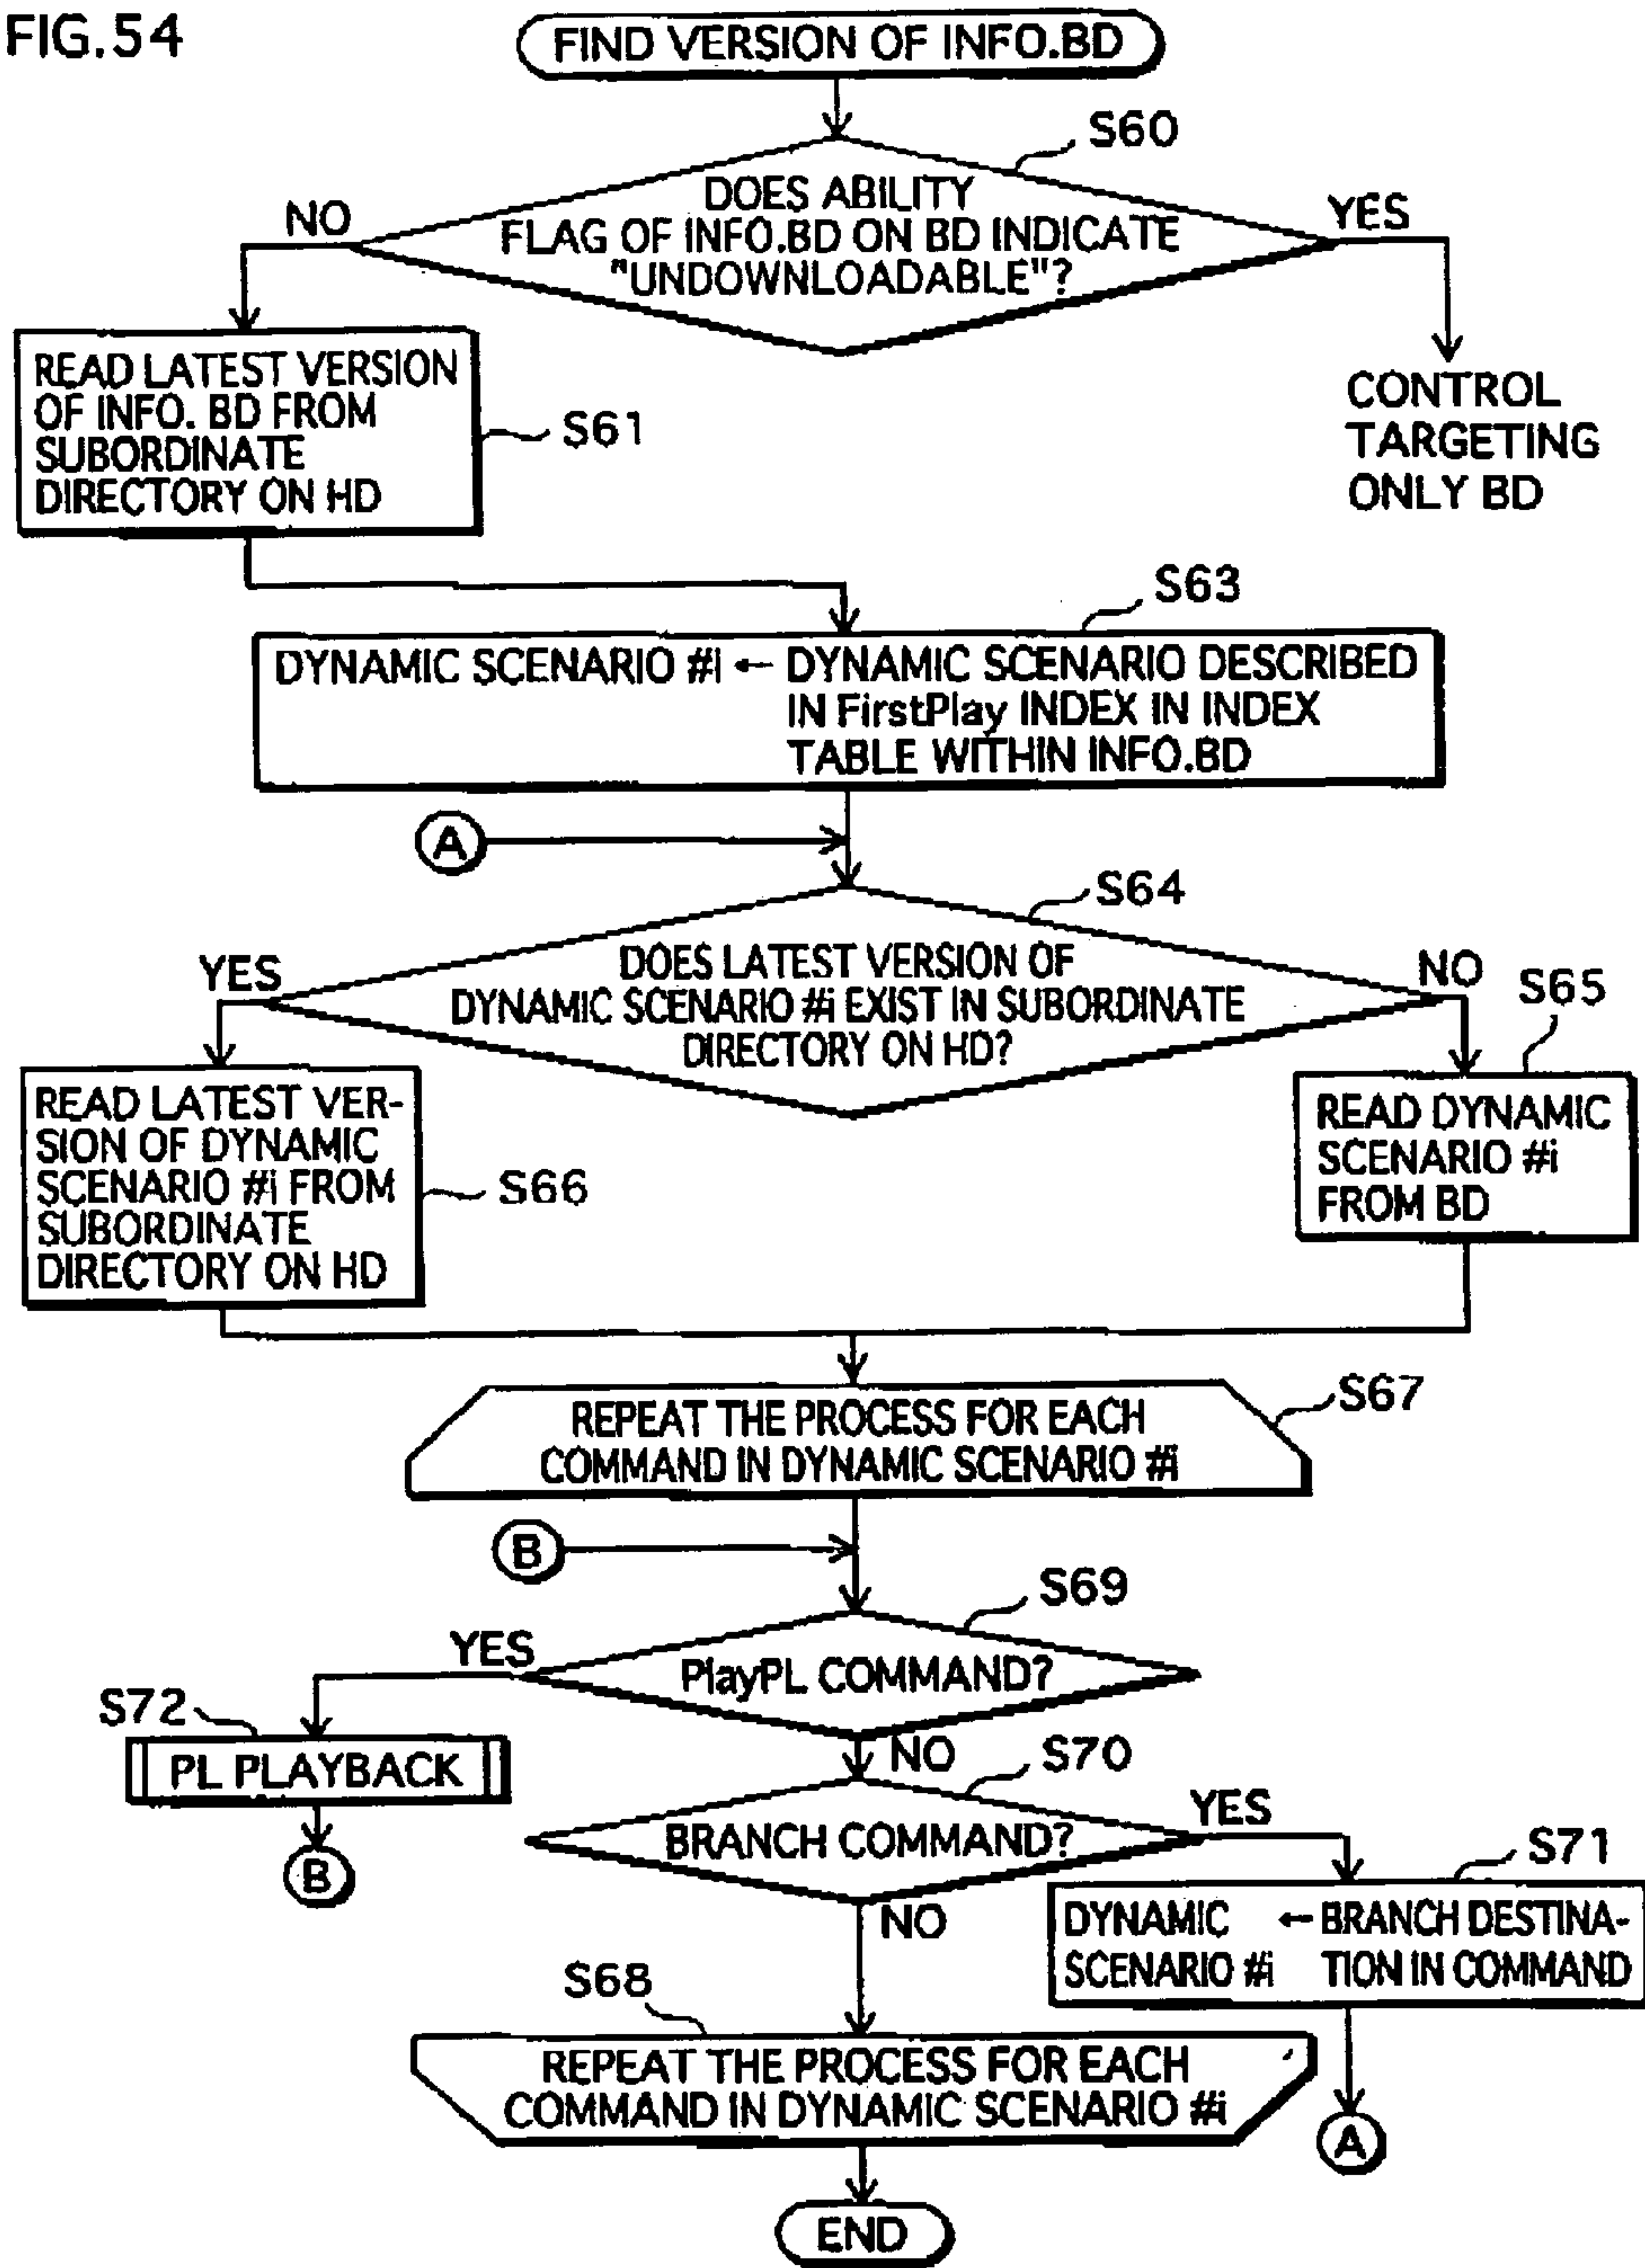 FIG.54
FIND VERSION OF INFO.BD
S60
DOES ABILITY
FLAG OF INFO.BD ON BD INDICATE
"UNDOWNLOADABLE"?
NO
YES
READ LATEST VERSION
OF INFO. BD FROM
SUBORDINATE
DIRECTORY ON HD
S61
CONTROL
TARGETING
ONLY BD
S63
DYNAMIC SCENARIO #i ← DYNAMIC SCENARIO DESCRIBED
IN FirstPlay INDEX IN INDEX
TABLE WITHIN INFO.BD
A
S64
DOES LATEST VERSION OF
DYNAMIC SCENARIO #i EXIST IN SUBORDINATE
DIRECTORY ON HD?
YES
NO
S65
READ LATEST VER-
SION OF DYNAMIC
SCENARIO #i FROM
SUBORDINATE
DIRECTORY ON HD
S66
READ DYNAMIC
SCENARIO #i
FROM BD
S67
REPEAT THE PROCESS FOR EACH
COMMAND IN DYNAMIC SCENARIO #i
B
S69
PlayPL COMMAND?
YES
NO
S72
PL PLAYBACK
B
S70
BRANCH COMMAND?
YES
NO
S71
DYNAMIC ← BRANCH DESTINA-
SCENARIO #i TION IN COMMAND
A
S68
REPEAT THE PROCESS FOR EACH
COMMAND IN DYNAMIC SCENARIO #i
END